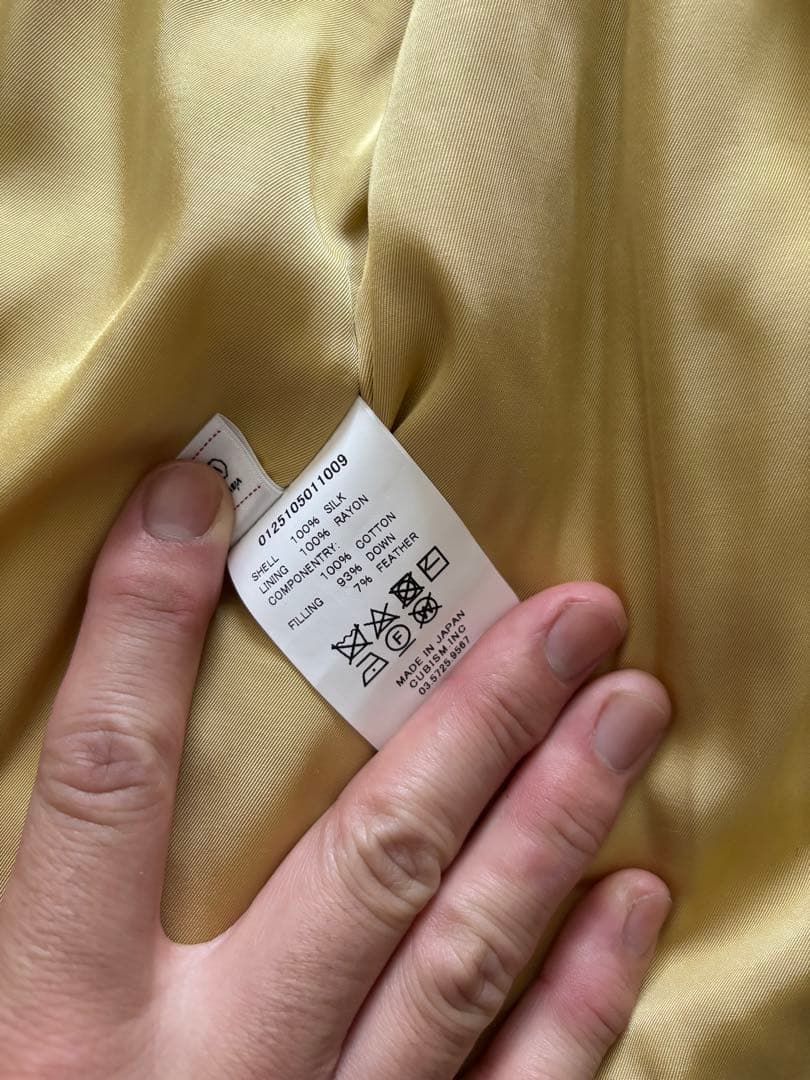 0125105011009
SHELL 100% SILK
LINING 100% RAYON
COMPONENTRY:
100% COTTON
FILLING 93% DOWN
7% FEATHER
F
W
MADE IN JAPAN
CUBISM INC
03.5725.9567